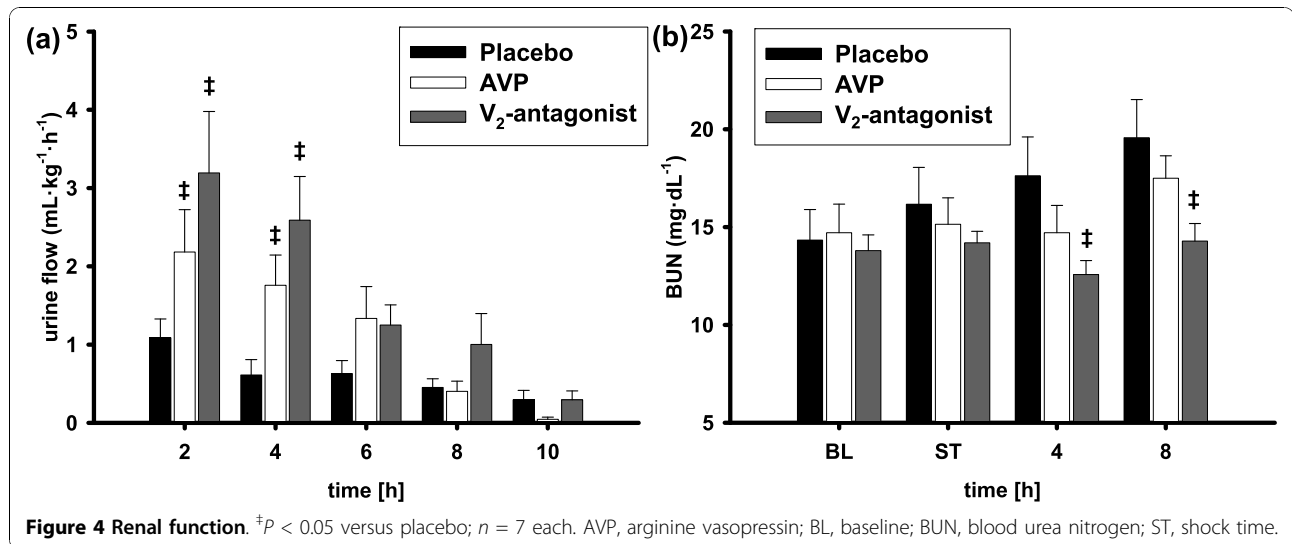 (a)
Placebo
AVP
V₂-antagonist
urine flow (mL·kg⁻¹·h⁻¹)
5
4
3
2
1
0
‡
‡
‡
‡
2 4 6 8 10
time [h]
(b)
Placebo
AVP
V₂-antagonist
BUN (mg·dL⁻¹)
25
20
15
10
5
‡
‡
BL ST 4 8
time [h]
Figure 4 Renal function. ‡P < 0.05 versus placebo; n = 7 each. AVP, arginine vasopressin; BL, baseline; BUN, blood urea nitrogen; ST, shock time.